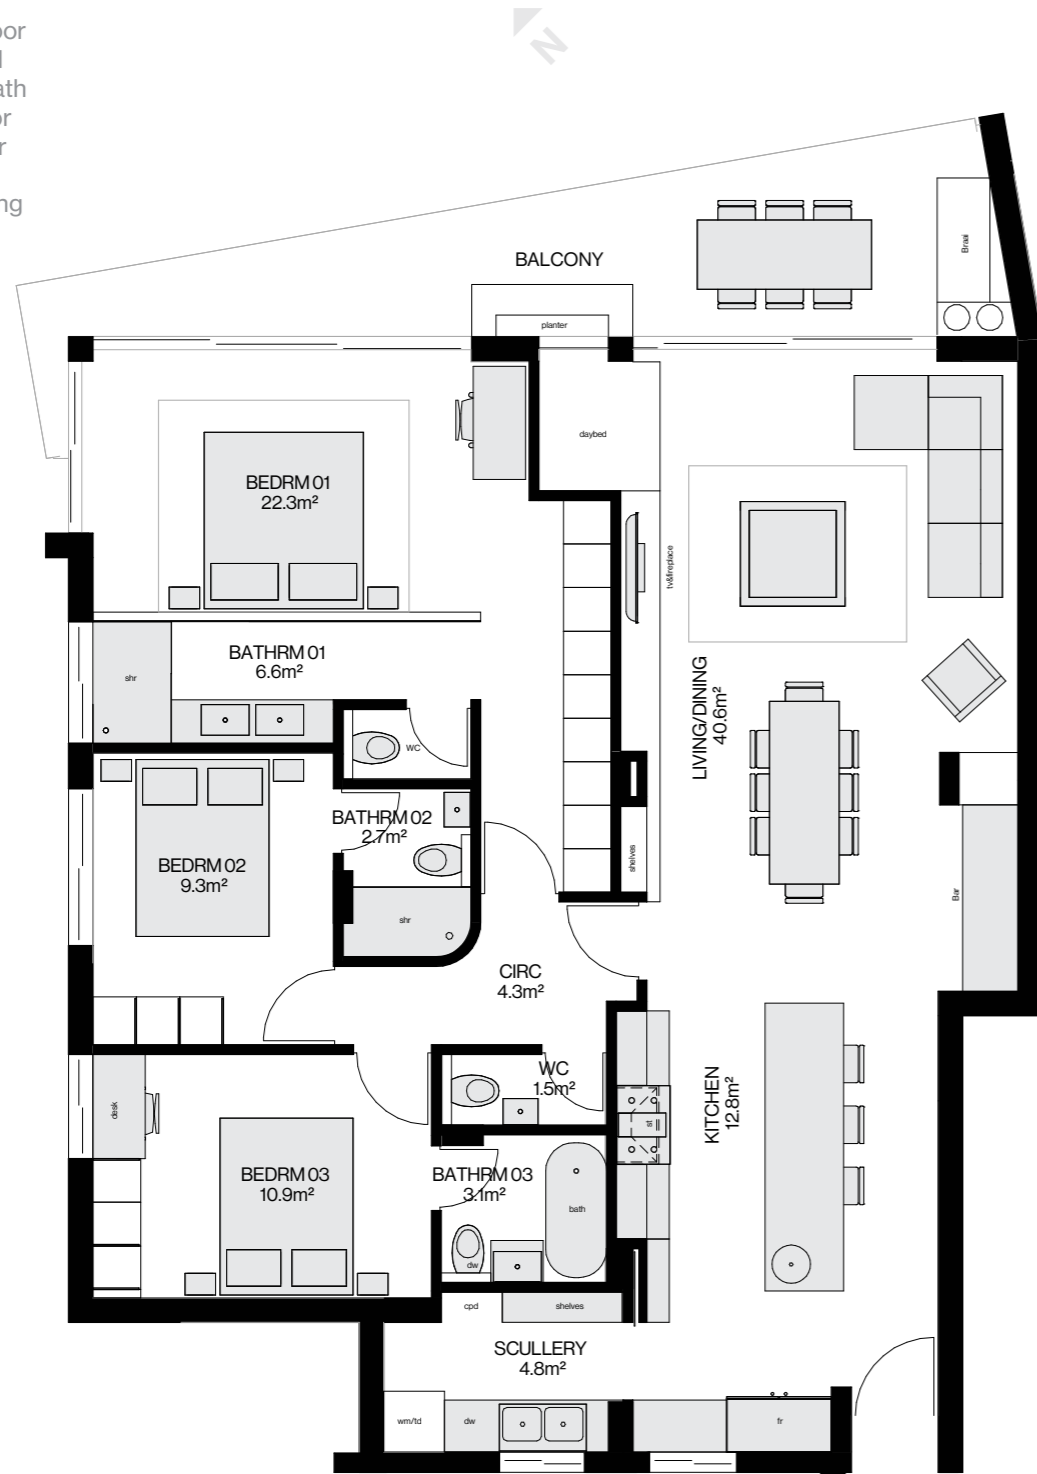 N
BALCONY
Braai
planter
daybed
BEDRM 01
22.3m²
tv&fireplace
BATHRM 01
6.6m²
shr
WC
LIVING/DINING
40.6m²
BATHRM 02
2.7m²
BEDRM 02
9.3m²
shelves
Bar
shr
CIRC
4.3m²
WC
1.5m²
KITCHEN
12.8m²
desk
st
BEDRM 03
10.9m²
BATHRM 03
3.1m²
bath
dw
cpd
shelves
SCULLERY
4.8m²
wm/td
dw
fr